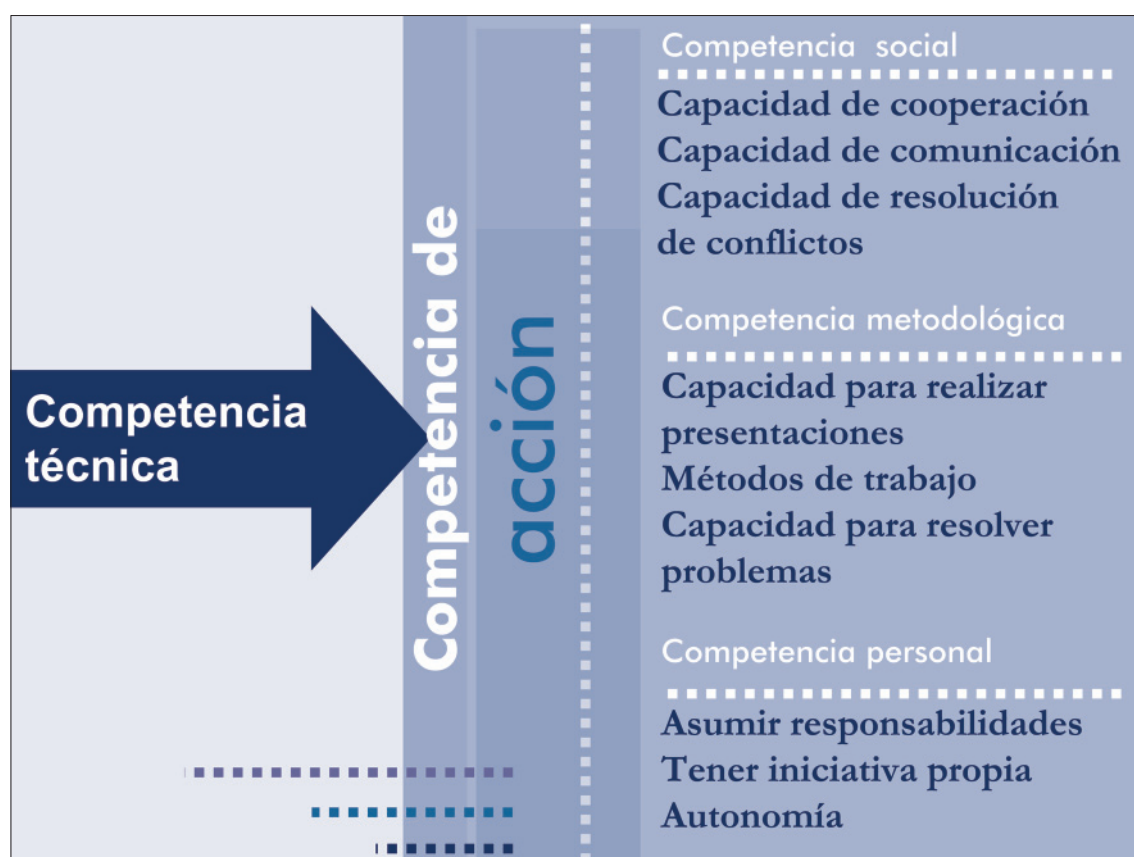 Competencia
técnica
Competencia de
acción
Competencia social
Capacidad de cooperación
Capacidad de comunicación
Capacidad de resolución
de conflictos
Competencia metodológica
Capacidad para realizar
presentaciones
Métodos de trabajo
Capacidad para resolver
problemas
Competencia personal
Asumir responsabilidades
Tener iniciativa propia
Autonomía